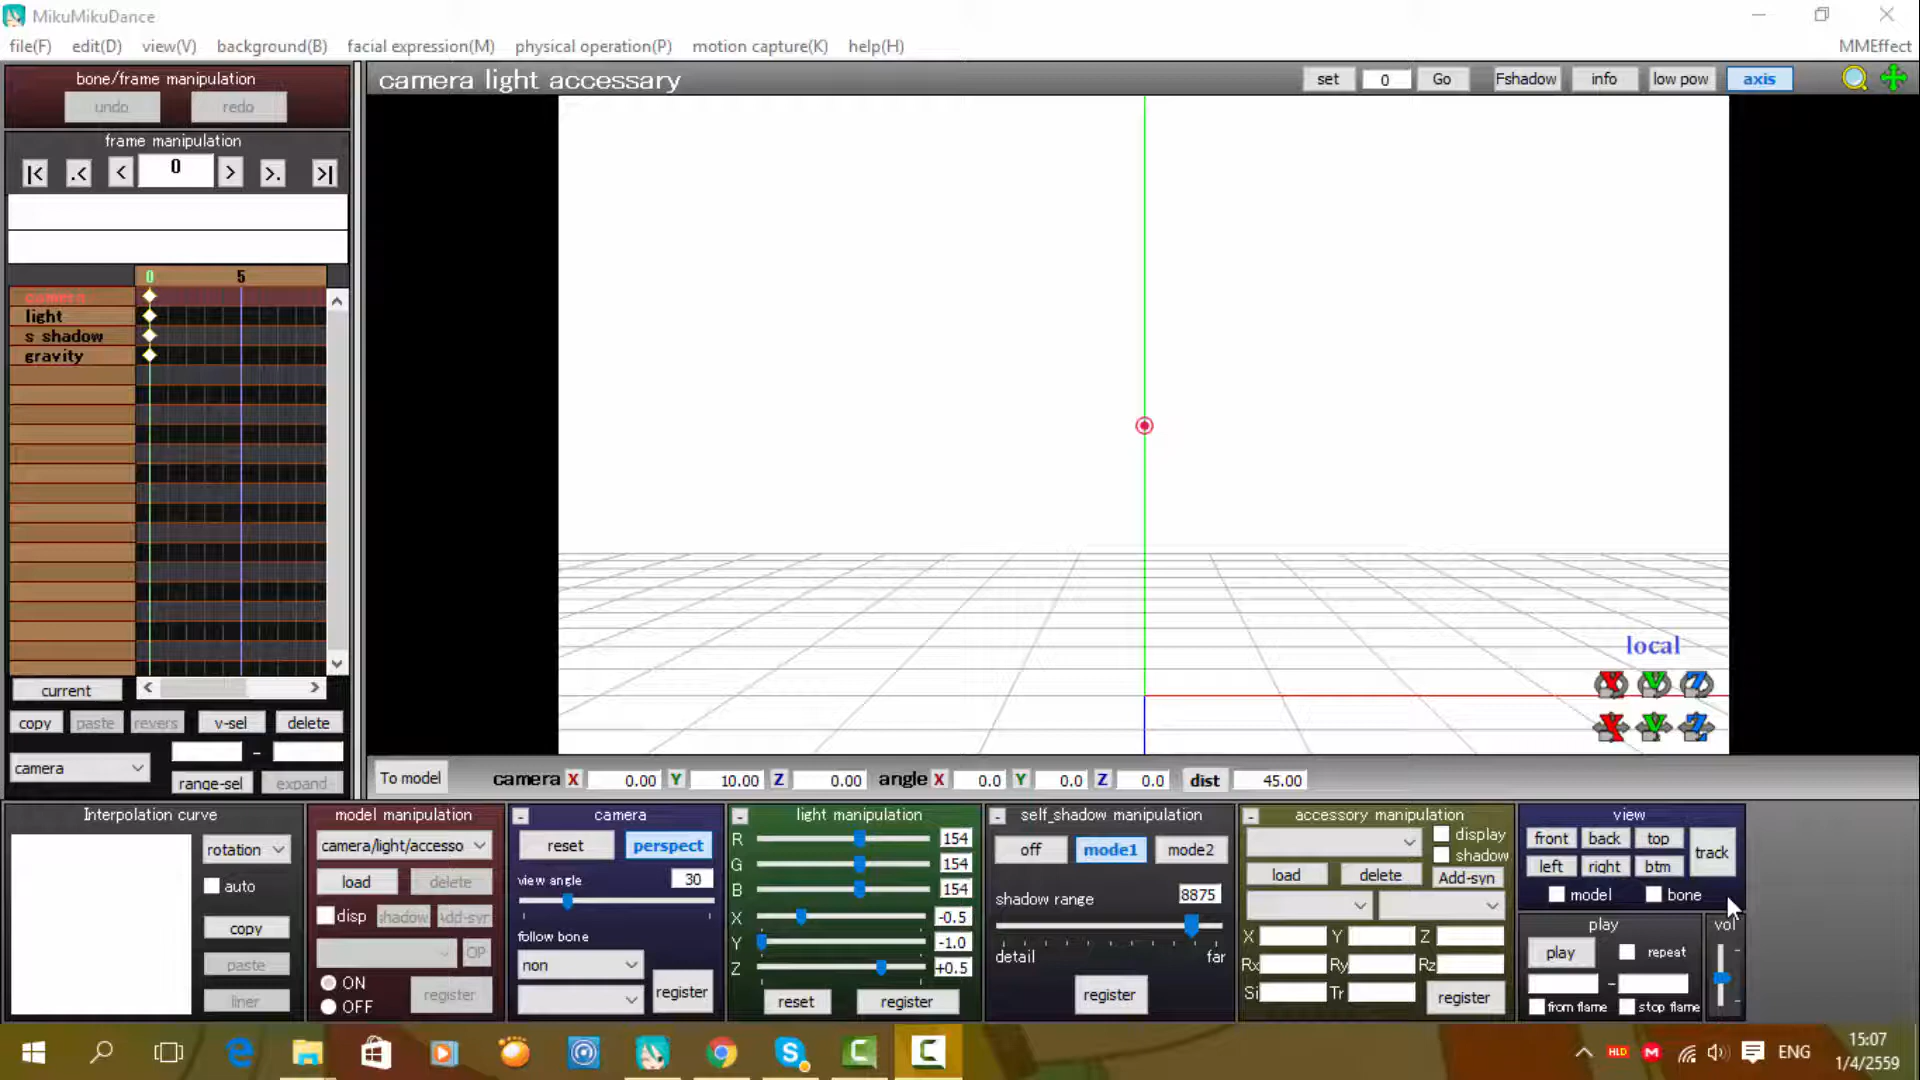 MikuMikuDance
file(F) edit(D) view(V) background(B) facial expression(M) physical operation(P) motion capture(K) help(H) MMEffect
bone/frame manipulation
undo redo
camera light accessary
set 0 Go Fshadow info low pow axis
frame manipulation
|< .< < 0 > >. >|
0 5
camera
light
s shadow
gravity
local
X Y Z
X Y Z
current
copy paste revers v-sel delete
-
camera range-sel expand
To model camera X 0.00 Y 10.00 Z 0.00 angle X 0.0 Y 0.0 Z 0.0 dist 45.00
Interpolation curve
rotation
auto
copy
paste
liner
model manipulation
camera/light/accesso
load delete
disp shadow Add-syn
OP
ON
OFF
register
- camera
reset perspect
view angle 30
follow bone
non
register
- light manipulation
R 154
G 154
B 154
X -0.5
Y -1.0
Z +0.5
reset register
- self_shadow manipulation
off mode1 mode2
shadow range 8875
detail far
register
- accessory manipulation
display
shadow
load delete Add-syn
X Y Z
Rx Ry Rz
Si Tr register
view
front back top
left right btm
track
model bone
play
play repeat
-
from flame stop flame
vol
HLD M ENG
15:07
1/4/2559